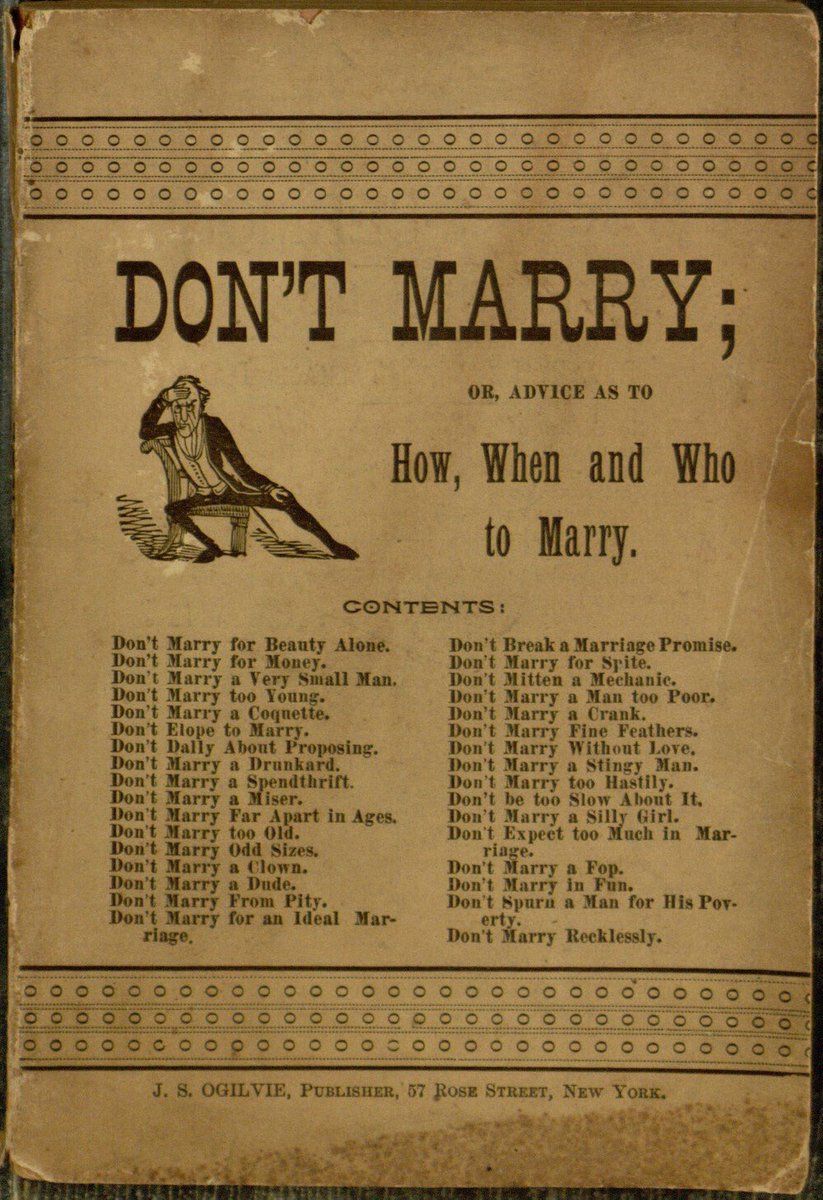 DON'T MARRY;
OR, ADVICE AS TO
How, When and Who
to Marry.
CONTENTS:
Don't Marry for Beauty Alone.
Don't Marry for Money.
Don't Marry a Very Small Man.
Don't Marry too Young.
Don't Marry a Coquette.
Don't Elope to Marry.
Don't Dally About Proposing.
Don't Marry a Drunkard.
Don't Marry a Spendthrift.
Don't Marry a Miser.
Don't Marry Far Apart in Ages.
Don't Marry too Old.
Don't Marry Odd Sizes.
Don't Marry a Clown.
Don't Marry a Dude.
Don't Marry From Pity.
Don't Marry for an Ideal Mar-
riage.
Don't Break a Marriage Promise.
Don't Marry for Spite.
Don't Mitten a Mechanic.
Don't Marry a Man too Poor.
Don't Marry a Crank.
Don't Marry Fine Feathers.
Don't Marry Without Love.
Don't Marry a Stingy Man.
Don't Marry too Hastily.
Don't be too Slow About It.
Don't Marry a Silly Girl.
Don't Expect too Much in Mar-
riage.
Don't Marry a Fop.
Don't Marry in Fun.
Don't Spurn a Man for His Pov-
erty.
Don't Marry Recklessly.
J. S. OGILVIE, PUBLISHER, 57 ROSE STREET, NEW YORK.